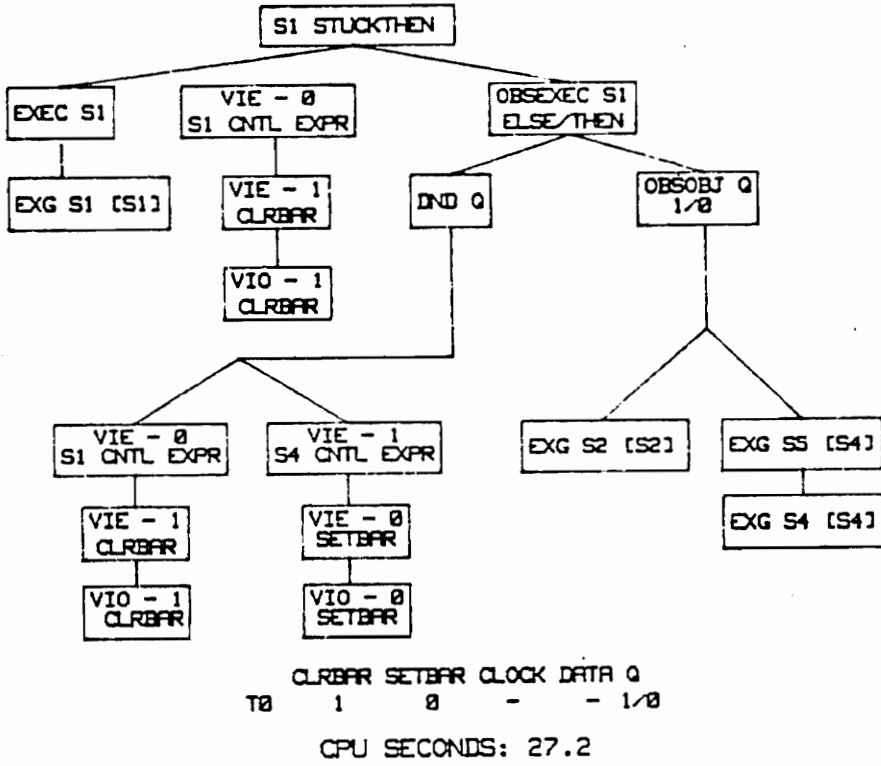 S1 STUCKTHEN
EXEC S1
VIE - 0
S1 CNTL EXPR
OBSEXEC S1
ELSE/THEN
EXG S1 [S1]
VIE - 1
CLRBAR
DND Q
OBSOBJ Q
1/0
VIO - 1
CLRBAR
VIE - 0
S1 CNTL EXPR
VIE - 1
S4 CNTL EXPR
EXG S2 [S2]
EXG S5 [S4]
VIE - 1
CLRBAR
VIE - 0
SETBAR
EXG S4 [S4]
VIO - 1
CLRBAR
VIO - 0
SETBAR
CLRBAR SETBAR CLOCK DATA Q
T0 1 0 - - 1/0
CPU SECONDS: 27.2